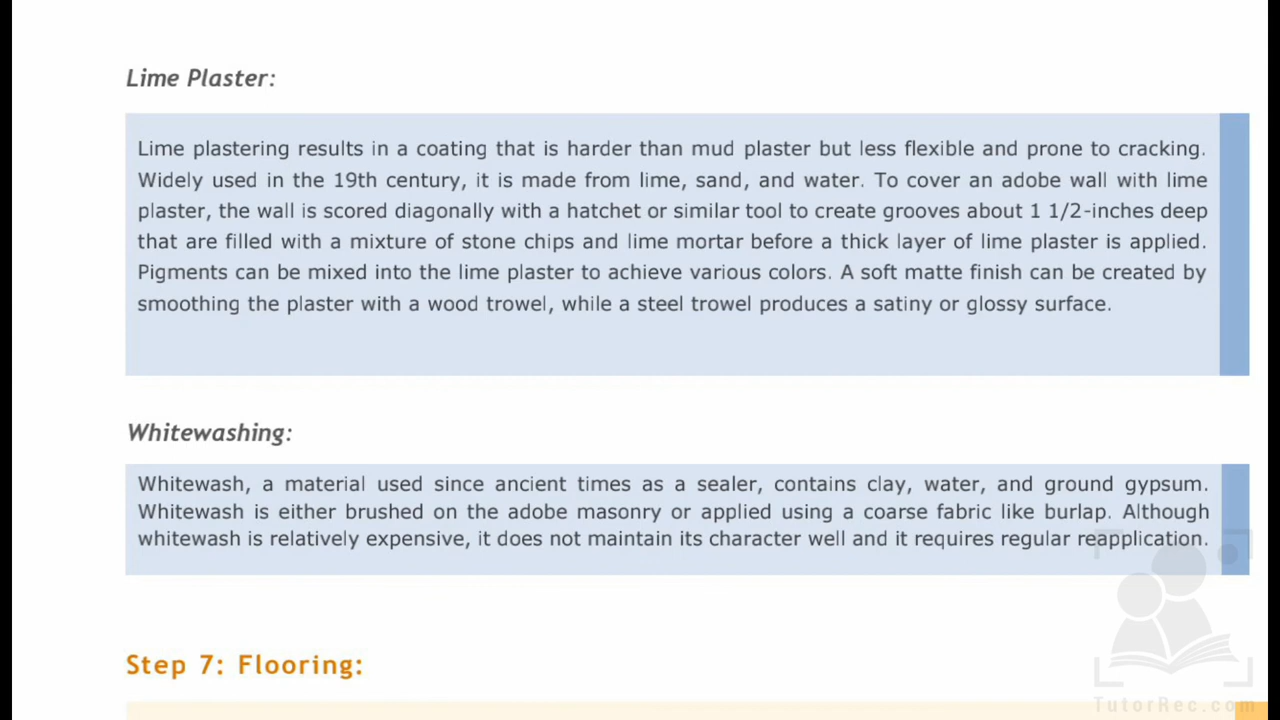 Lime Plaster:
Lime plastering results in a coating that is harder than mud plaster but less flexible and prone to cracking.
Widely used in the 19th century, it is made from lime, sand, and water. To cover an adobe wall with lime
plaster, the wall is scored diagonally with a hatchet or similar tool to create grooves about 1 1/2-inches deep
that are filled with a mixture of stone chips and lime mortar before a thick layer of lime plaster is applied.
Pigments can be mixed into the lime plaster to achieve various colors. A soft matte finish can be created by
smoothing the plaster with a wood trowel, while a steel trowel produces a satiny or glossy surface.
Whitewashing:
Whitewash, a material used since ancient times as a sealer, contains clay, water, and ground gypsum.
Whitewash is either brushed on the adobe masonry or applied using a coarse fabric like burlap. Although
whitewash is relatively expensive, it does not maintain its character well and it requires regular reapplication.
Step 7: Flooring:
TutorRec.com